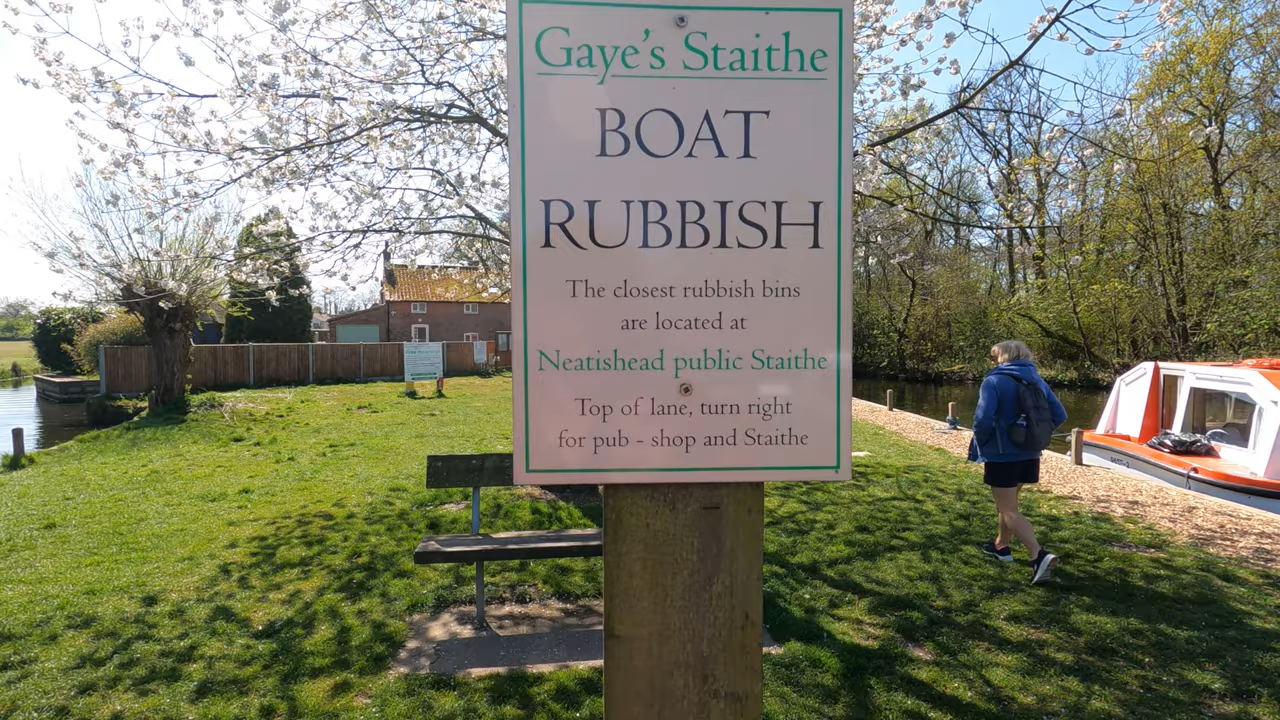 Gaye's Staithe
BOAT
RUBBISH
The closest rubbish bins
are located at
Neatishead public Staithe
Top of lane, turn right
for pub - shop and Staithe